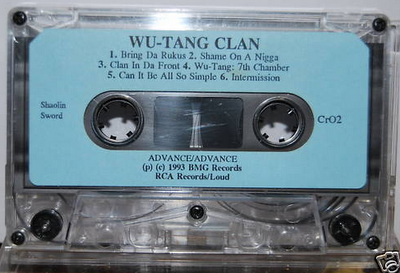 WU-TANG CLAN
1. Bring Da Rukus 2. Shame On A Nigga
3. Clan In Da Front 4. Wu-Tang: 7th Chamber
5. Can It Be All So Simple 6. Intermission
Shaolin
Sword
CrO2
ADVANCE/ADVANCE
(p) (c) 1993 BMG Records
RCA Records/Loud